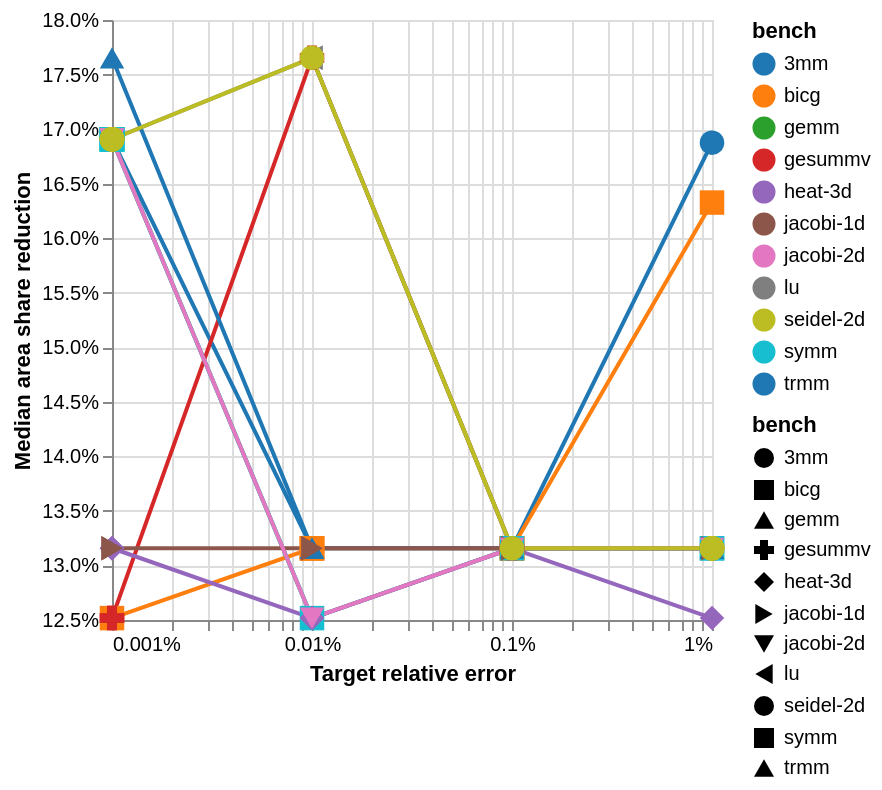 18.0%
17.5%
17.0%
16.5%
16.0%
15.5%
15.0%
14.5%
14.0%
13.5%
13.0%
12.5%
Median area share reduction
0.001%
0.01%
0.1%
1%
Target relative error
bench
3mm
bicg
gemm
gesummv
heat-3d
jacobi-1d
jacobi-2d
lu
seidel-2d
symm
trmm
bench
3mm
bicg
gemm
gesummv
heat-3d
jacobi-1d
jacobi-2d
lu
seidel-2d
symm
trmm